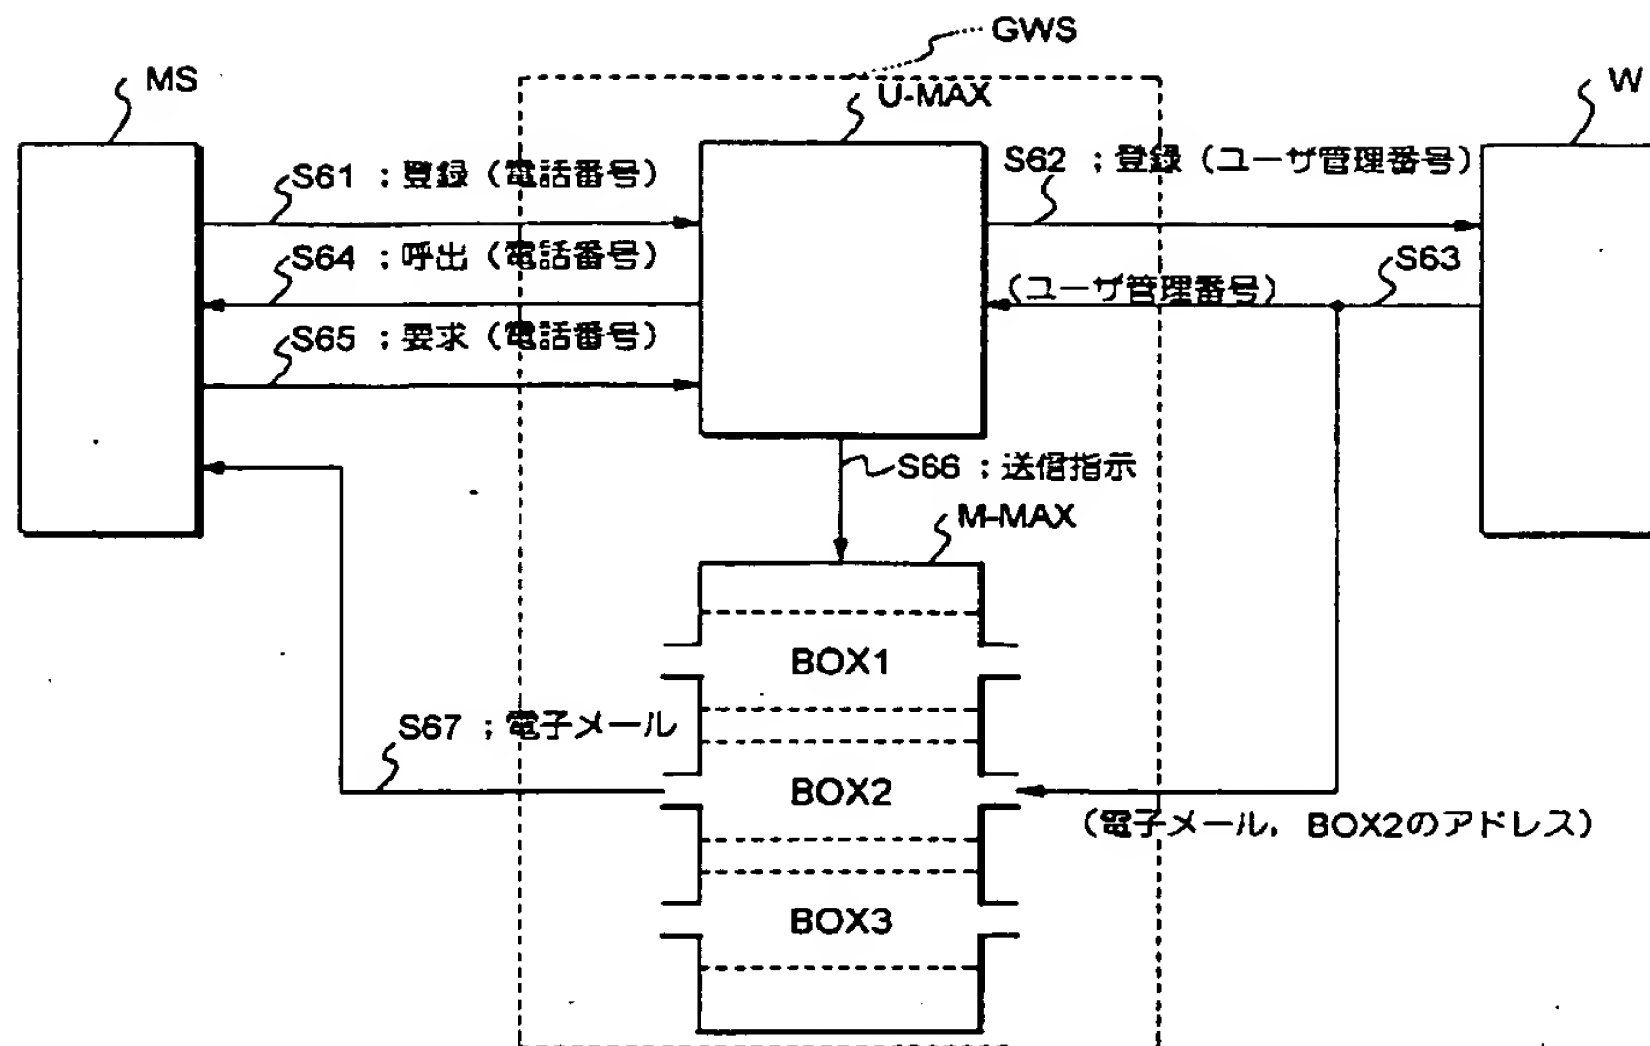 GWS
MS
U-MAX
W
S61 ; 登録 (電話番号)
S62 ; 登録 (ユーザ管理番号)
S64 ; 呼出 (電話番号)
S63
(ユーザ管理番号)
S65 ; 要求 (電話番号)
S66 ; 送信指示
M-MAX
BOX1
S67 ; 電子メール
BOX2
(電子メール, BOX2のアドレス)
BOX3